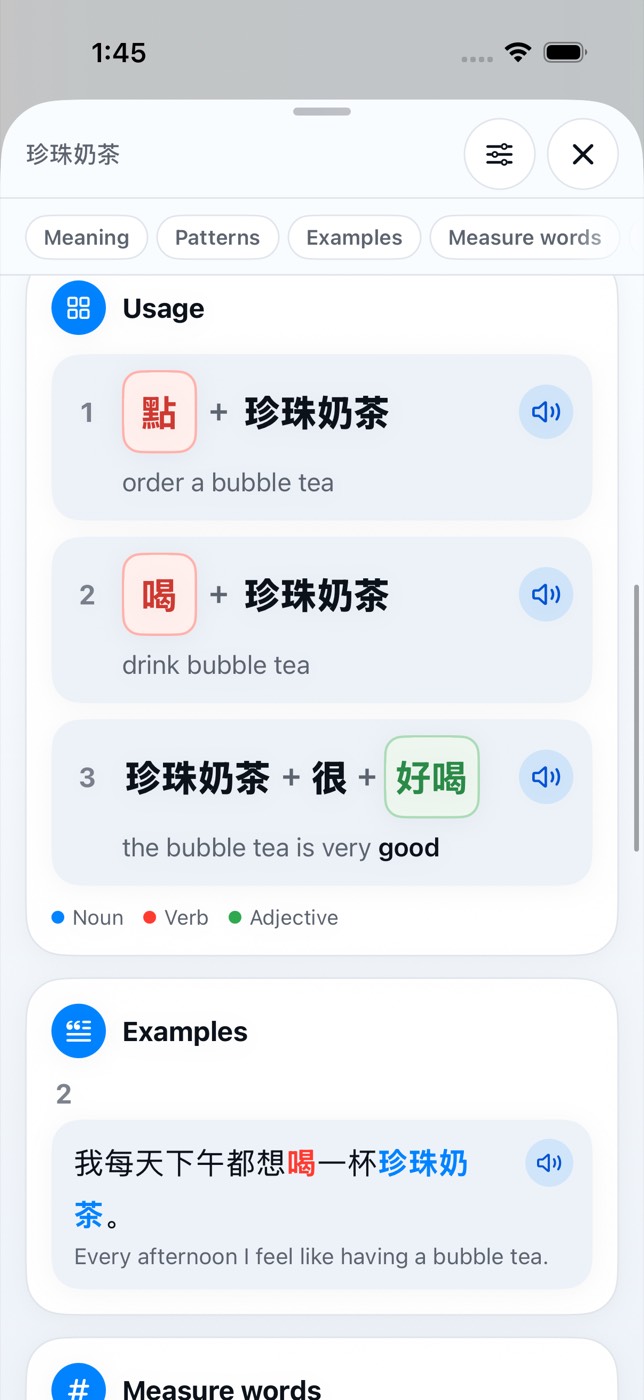 1:45
珍珠奶茶
Meaning Patterns Examples Measure words
Usage
1 點 + 珍珠奶茶
order a bubble tea
2 喝 + 珍珠奶茶
drink bubble tea
3 珍珠奶茶 + 很 + 好喝
the bubble tea is very good
Noun Verb Adjective
Examples
2
我每天下午都想喝一杯珍珠奶
茶。
Every afternoon I feel like having a bubble tea.
# Measure words